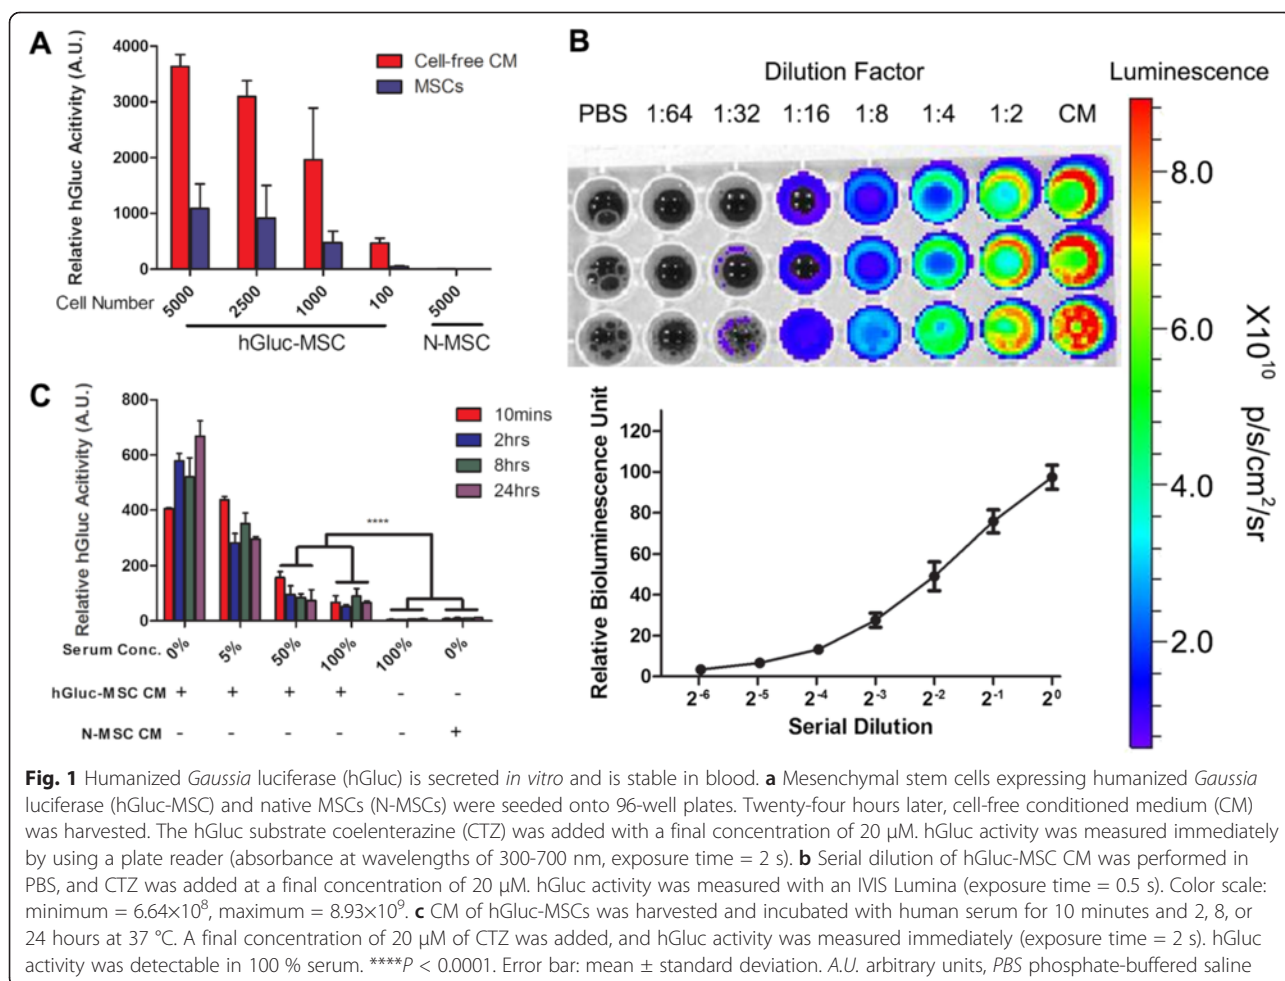 A
Relative hGluc Acitivity (A.U.)
4000
3000
2000
1000
0
Cell-free CM
MSCs
Cell Number
5000
2500
1000
100
5000
hGluc-MSC
N-MSC
B
Dilution Factor
Luminescence
PBS 1:64 1:32 1:16 1:8 1:4 1:2 CM
8.0
6.0
4.0
2.0
X10¹⁰ p/s/cm²/sr
Relative Bioluminescence Unit
120
100
80
60
40
20
0
2⁻⁶ 2⁻⁵ 2⁻⁴ 2⁻³ 2⁻² 2⁻¹ 2⁰
Serial Dilution
C
Relative hGluc Acitivity (A.U.)
800
600
400
200
0
10mins
2hrs
8hrs
24hrs
****
Serum Conc. 0% 5% 50% 100% 100% 0%
hGluc-MSC CM + + + + - -
N-MSC CM - - - - - +
Fig. 1 Humanized Gaussia luciferase (hGluc) is secreted in vitro and is stable in blood. a Mesenchymal stem cells expressing humanized Gaussia
luciferase (hGluc-MSC) and native MSCs (N-MSCs) were seeded onto 96-well plates. Twenty-four hours later, cell-free conditioned medium (CM)
was harvested. The hGluc substrate coelenterazine (CTZ) was added with a final concentration of 20 μM. hGluc activity was measured immediately
by using a plate reader (absorbance at wavelengths of 300-700 nm, exposure time = 2 s). b Serial dilution of hGluc-MSC CM was performed in
PBS, and CTZ was added at a final concentration of 20 μM. hGluc activity was measured with an IVIS Lumina (exposure time = 0.5 s). Color scale:
minimum = 6.64×10⁸, maximum = 8.93×10⁹. c CM of hGluc-MSCs was harvested and incubated with human serum for 10 minutes and 2, 8, or
24 hours at 37 °C. A final concentration of 20 μM of CTZ was added, and hGluc activity was measured immediately (exposure time = 2 s). hGluc
activity was detectable in 100 % serum. ****P < 0.0001. Error bar: mean ± standard deviation. A.U. arbitrary units, PBS phosphate-buffered saline